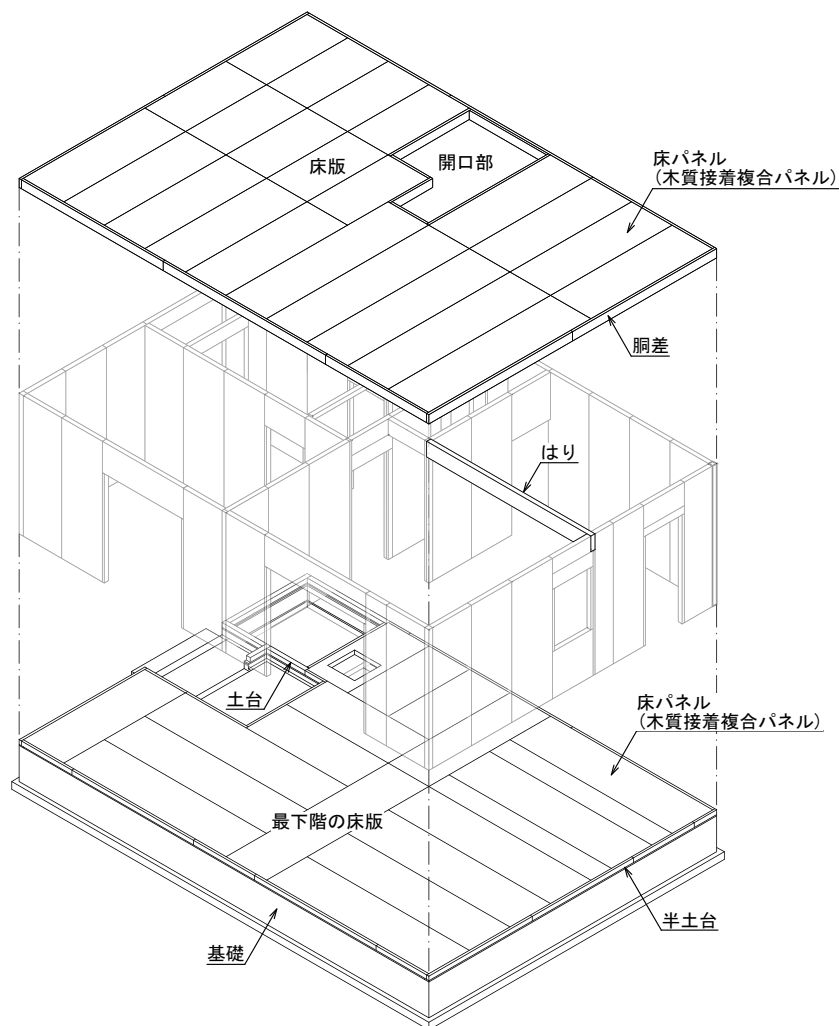 床版
開口部
床パネル
(木質接着複合パネル)
胴差
はり
土台
床パネル
(木質接着複合パネル)
最下階の床版
半土台
基礎